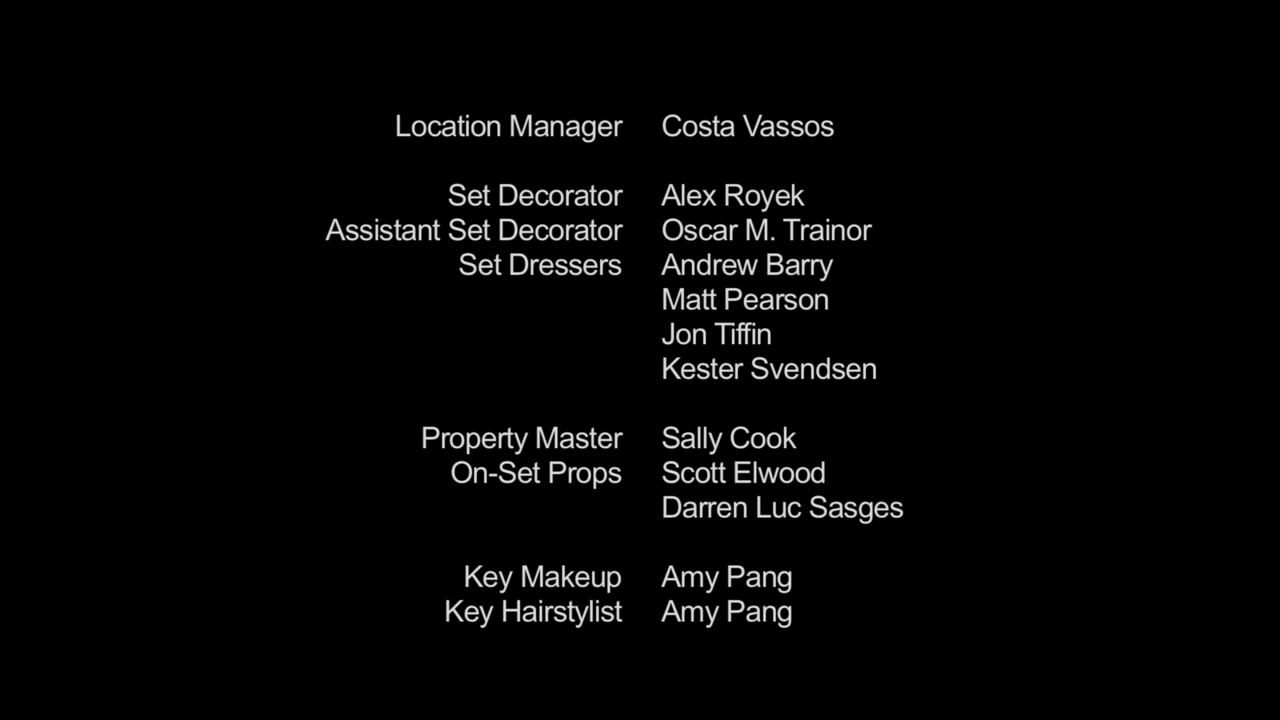 Location Manager Costa Vassos
Set Decorator Alex Royek
Assistant Set Decorator Oscar M. Trainor
Set Dressers Andrew Barry
Matt Pearson
Jon Tiffin
Kester Svendsen
Property Master Sally Cook
On-Set Props Scott Elwood
Darren Luc Sasges
Key Makeup Amy Pang
Key Hairstylist Amy Pang